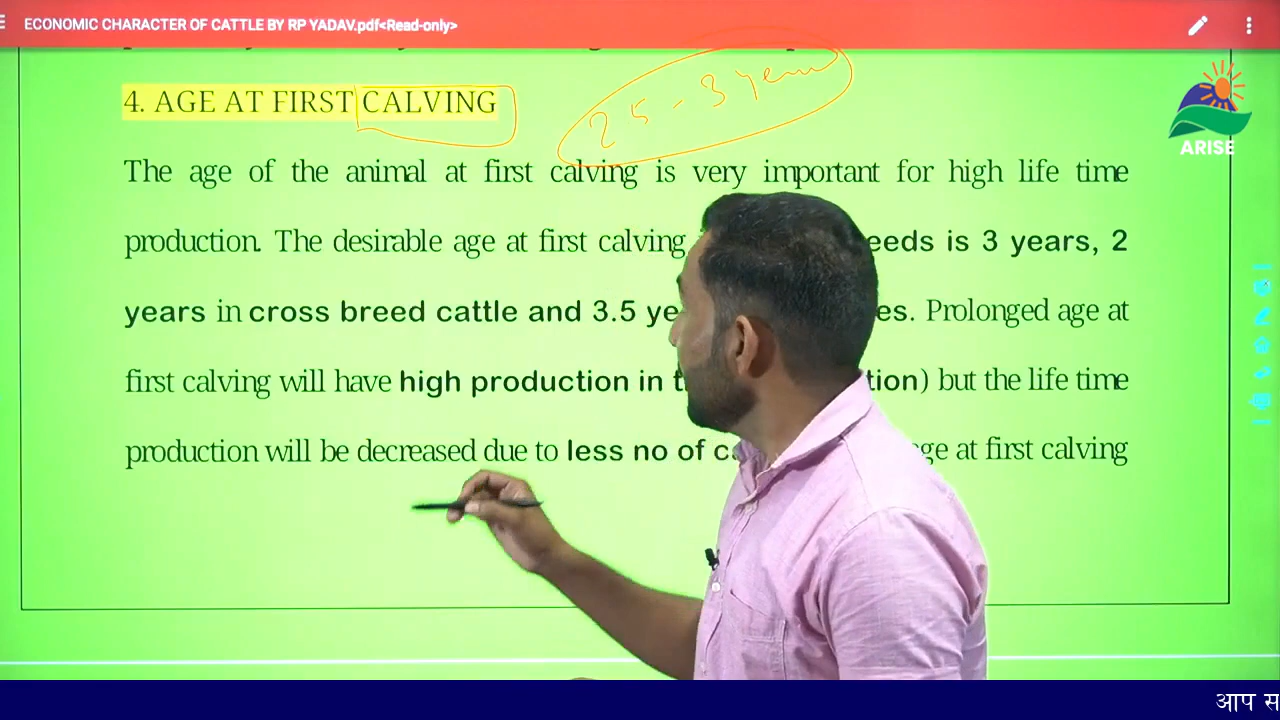 ECONOMIC CHARACTER OF CATTLE BY RP YADAV.pdf<Read-only>
4. AGE AT FIRST CALVING
25 - 3 years
ARISE
The age of the animal at first calving is very important for high life time
production. The desirable age at first calving eeds is 3 years, 2
years in cross breed cattle and 3.5 ye es. Prolonged age at
first calving will have high production in t tion) but the life time
production will be decreased due to less no of ca ge at first calving
आप स